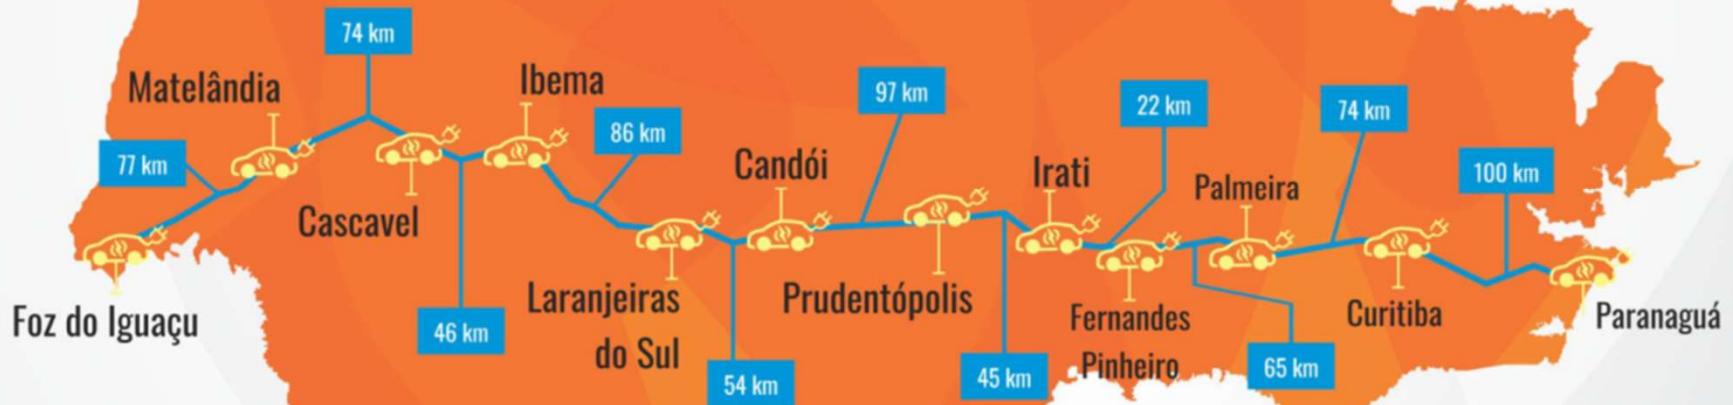 74 km
Matelândia
Ibema
97 km
86 km
22 km
74 km
77 km
Candói
Irati
Palmeira
100 km
Cascavel
Foz do Iguaçu
46 km
Laranjeiras
do Sul
Prudentópolis
Fernandes
Pinheiro
Curitiba
Paranaguá
54 km
45 km
65 km